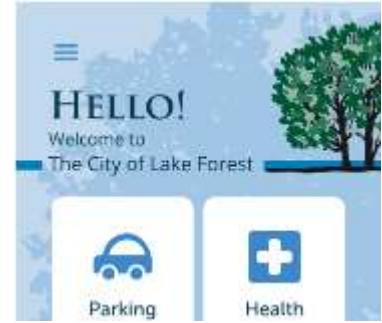 HELLO!
Welcome to
The City of Lake Forest
Parking
Health